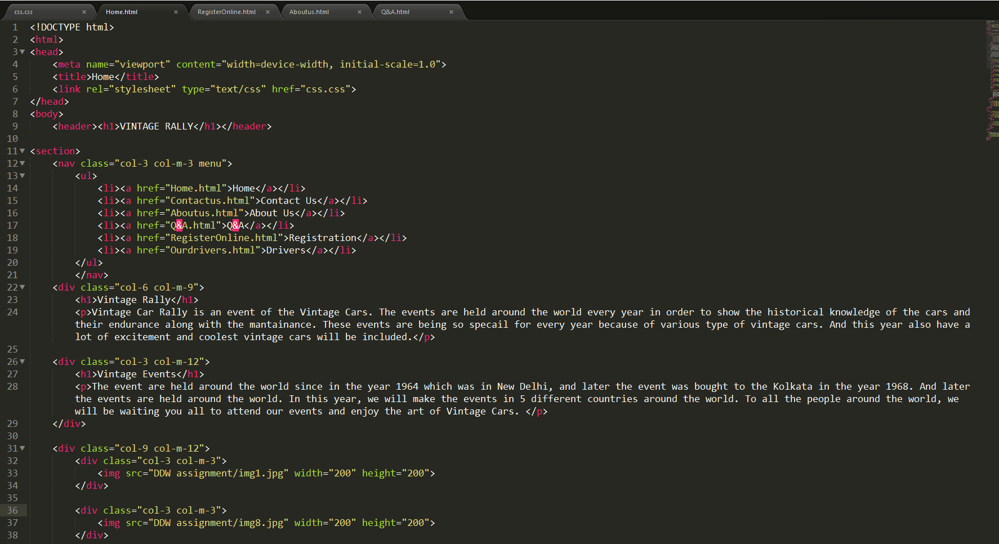 css.css × Home.html × RegisterOnline.html × Aboutus.html × Q&A.html ×
1 <!DOCTYPE html>
2 <html>
3 <head>
4 <meta name="viewport" content="width=device-width, initial-scale=1.0">
5 <title>Home</title>
6 <link rel="stylesheet" type="text/css" href="css.css">
7 </head>
8 <body>
9 <header><h1>VINTAGE RALLY</h1></header>
10
11 <section>
12 <nav class="col-3 col-m-3 menu">
13 <ul>
14 <li><a href="Home.html">Home</a></li>
15 <li><a href="Contactus.html">Contact Us</a></li>
16 <li><a href="Aboutus.html">About Us</a></li>
17 <li><a href="Q&A.html">Q&A</a></li>
18 <li><a href="RegisterOnline.html">Registration</a></li>
19 <li><a href="Ourdrivers.html">Drivers</a></li>
20 </ul>
21 </nav>
22 <div class="col-6 col-m-9">
23 <h1>Vintage Rally</h1>
24 <p>Vintage Car Rally is an event of the Vintage Cars. The events are held around the world every year in order to show the historical knowledge of the cars and
their endurance along with the mantainance. These events are being so specail for every year because of various type of vintage cars. And this year also have a
lot of excitement and coolest vintage cars will be included.</p>
25
26 <div class="col-3 col-m-12">
27 <h1>Vintage Events</h1>
28 <p>The event are held around the world since in the year 1964 which was in New Delhi, and later the event was bought to the Kolkata in the year 1968. And later
the events are held around the world. In this year, we will make the events in 5 different countries around the world. To all the people around the world, we
will be waiting you all to attend our events and enjoy the art of Vintage Cars. </p>
29 </div>
30
31 <div class="col-9 col-m-12">
32 <div class="col-3 col-m-3">
33 <img src="DDW assignment/img1.jpg" width="200" height="200">
34 </div>
35
36 <div class="col-3 col-m-3">
37 <img src="DDW assignment/img8.jpg" width="200" height="200">
38 </div>